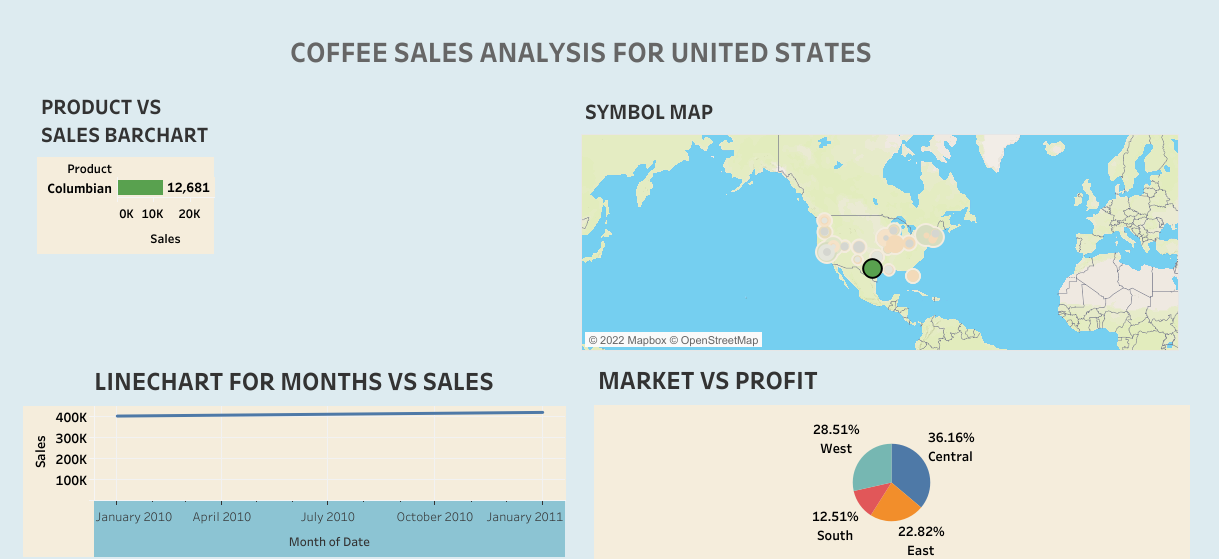 COFFEE SALES ANALYSIS FOR UNITED STATES
PRODUCT VS
SALES BARCHART
Product
Columbian 12,681
0K 10K 20K
Sales
SYMBOL MAP
© 2022 Mapbox © OpenStreetMap
LINECHART FOR MONTHS VS SALES
Sales
400K
300K
200K
100K
January 2010 April 2010 July 2010 October 2010 January 2011
Month of Date
MARKET VS PROFIT
28.51%
West
36.16%
Central
12.51%
South
22.82%
East